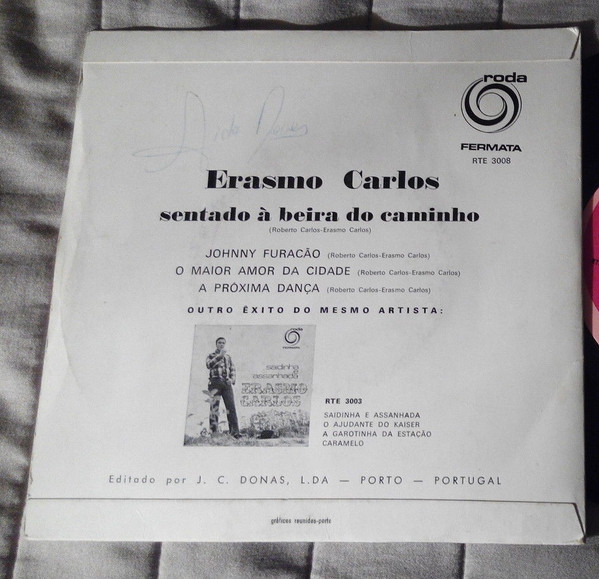 roda
FERMATA
RTE 3008
Erasmo Carlos
sentado à beira do caminho
(Roberto Carlos-Erasmo Carlos)
JOHNNY FURACÃO (Roberto Carlos-Erasmo Carlos)
O MAIOR AMOR DA CIDADE (Roberto Carlos-Erasmo Carlos)
A PRÓXIMA DANÇA (Roberto Carlos-Erasmo Carlos)
OUTRO ÊXITO DO MESMO ARTISTA:
roda
FERMATA
saidinha
e
assanhada
ERASMO
CARLOS
RTE 3003
SAIDINHA E ASSANHADA
O AJUDANTE DO KAISER
A GAROTINHA DA ESTAÇÃO
CARAMELO
Editado por J. C. DONAS, L.DA — PORTO — PORTUGAL
gráficos reunidos-porto